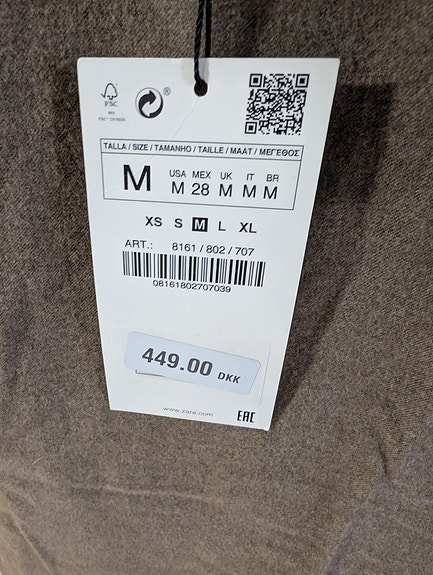 FSC
®
TALLA / SIZE / TAMANHO / TAILLE / MAAT / ΜΕΓΕΘΟΣ
M
USA MEX UK IT BR
M 28 M M M
XS S M L XL
ART.: 8161 / 802 / 707
08161802707039
449.00 DKK
www.zara.com
EAC